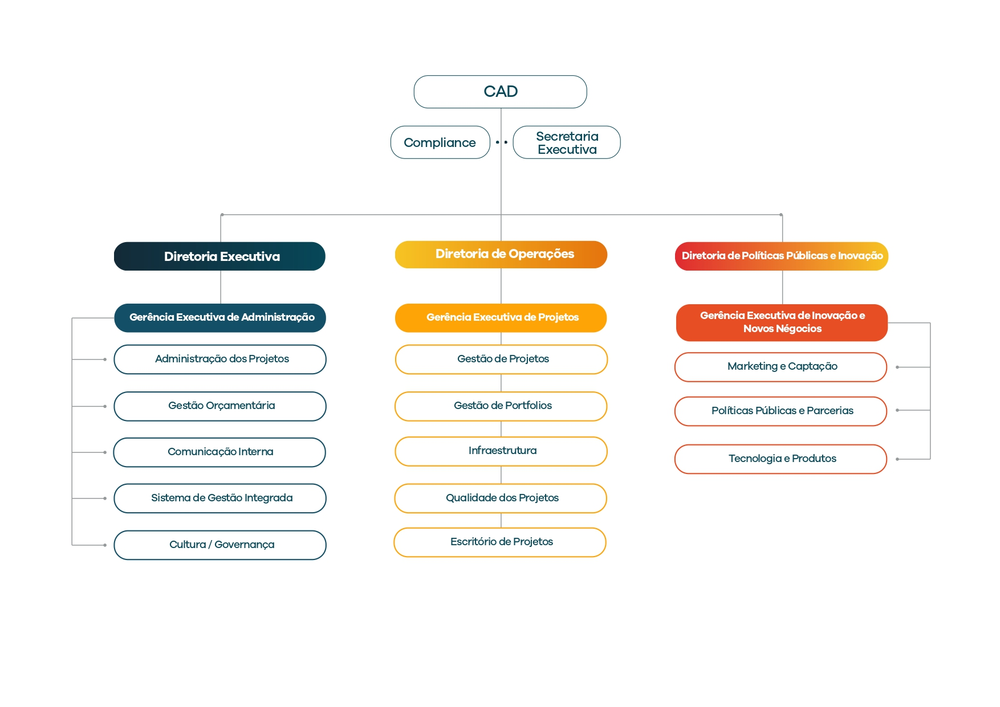 CAD
Compliance
Secretaria
Executiva
Diretoria Executiva
Diretoria de Operações
Diretoria de Políticas Públicas e Inovação
Gerência Executiva de Administração
Administração dos Projetos
Gestão Orçamentária
Comunicação Interna
Sistema de Gestão Integrada
Cultura / Governança
Gerência Executiva de Projetos
Gestão de Projetos
Gestão de Portfolios
Infraestrutura
Qualidade dos Projetos
Escritório de Projetos
Gerência Executiva de Inovação e
Novos Négocios
Marketing e Captação
Políticas Públicas e Parcerias
Tecnologia e Produtos